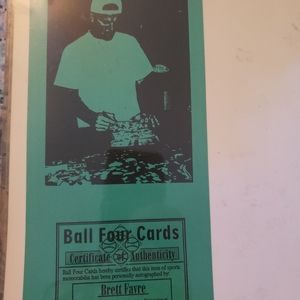 Ball Four Cards
Certificate of Authenticity
Ball Four Cards hereby certifies that this item of sports
memorabilia has been personally autographed by
Brett Favre